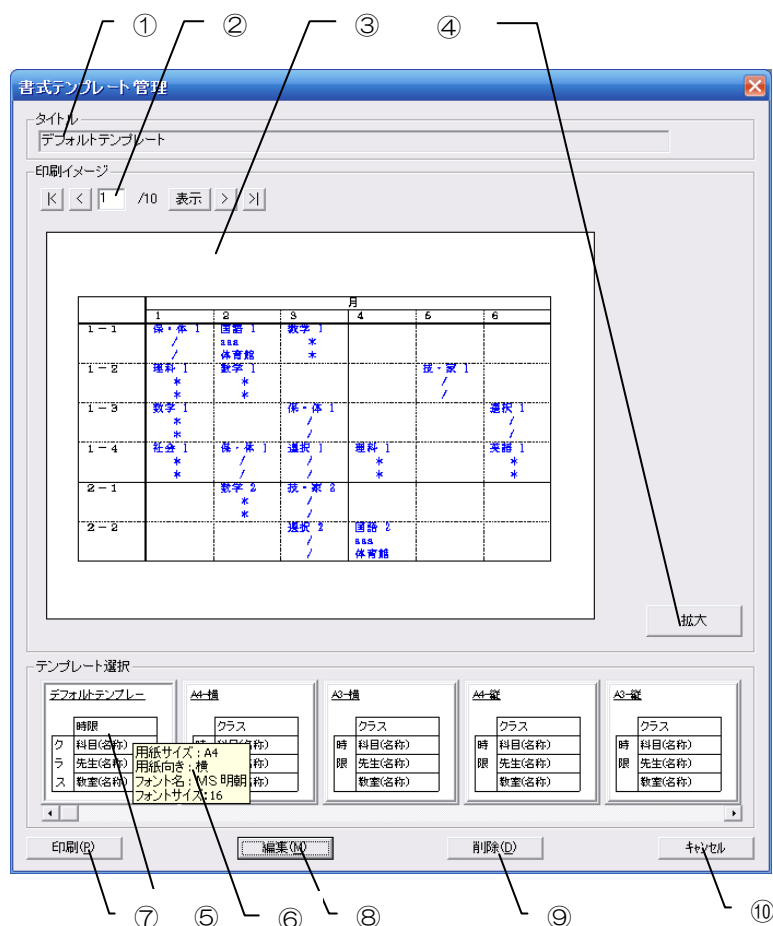 ① ② ③ ④
書式テンプレート管理
タイトル
デフォルトテンプレート
印刷イメージ
1 /10 表示
月
1 2 3 4 5 6
1－1 保・体 1 国語 1 数学 1
/ aaa *
/ 体育館 *
1－2 理科 1 数学 1 技・家 1
* * /
* * /
1－3 数学 1 保・体 1 選択 1
* / /
* / /
1－4 社会 1 保・体 1 選択 1 理科 1 英語 1
* / / * *
* / / * *
2－1 数学 2 技・家 2
* /
* /
2－2 選択 2 国語 2
/ aaa
/ 体育館
拡大
テンプレート選択
デフォルトテンプレー A4-横 A3-横 A4-縦 A3-縦
時限 クラス クラス クラス クラス
ク 科目(名称) 時 科目(名称) 時 科目(名称) 時 科目(名称)
ラ 先生(名称) 限 先生(名称) 限 先生(名称) 限 先生(名称)
ス 教室(名称) 教室(名称) 教室(名称) 教室(名称)
用紙サイズ：A4
用紙向き：横
フォント名：MS 明朝
フォントサイズ：16
印刷(P) 編集(M) 削除(D) キャンセル
⑦ ⑤ ⑥ ⑧ ⑨ ⑩